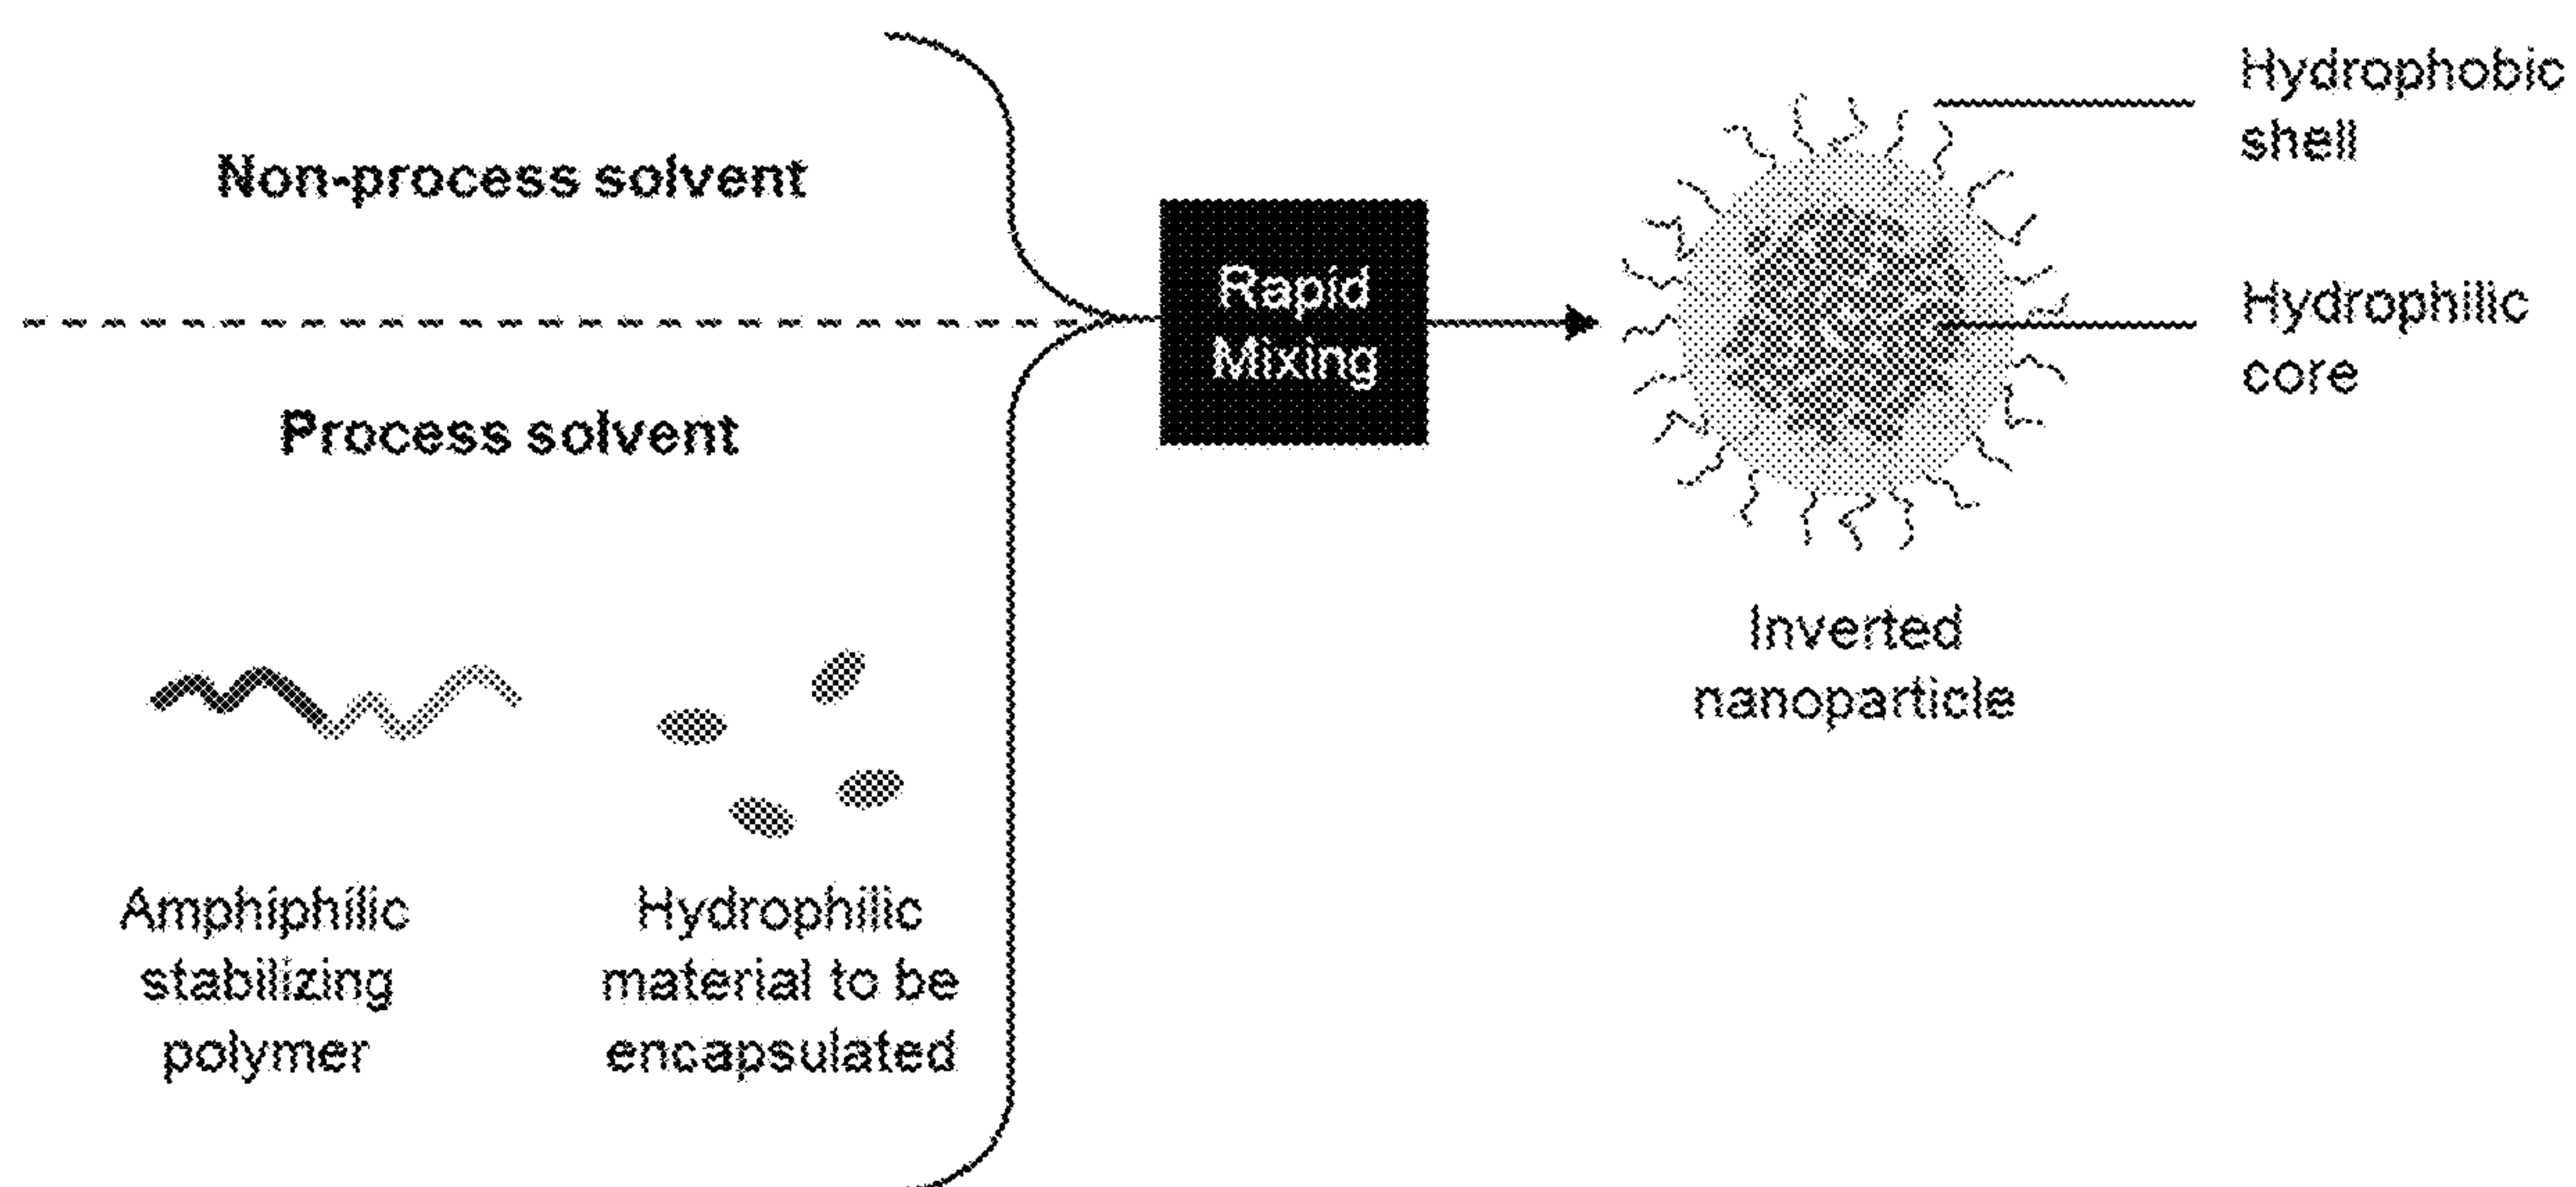 Non-process solvent
Process solvent
Amphiphilic
stabilizing
polymer
Hydrophilic
material to be
encapsulated
Rapid
Mixing
Inverted
nanoparticle
Hydrophobic
shell
Hydrophilic
core